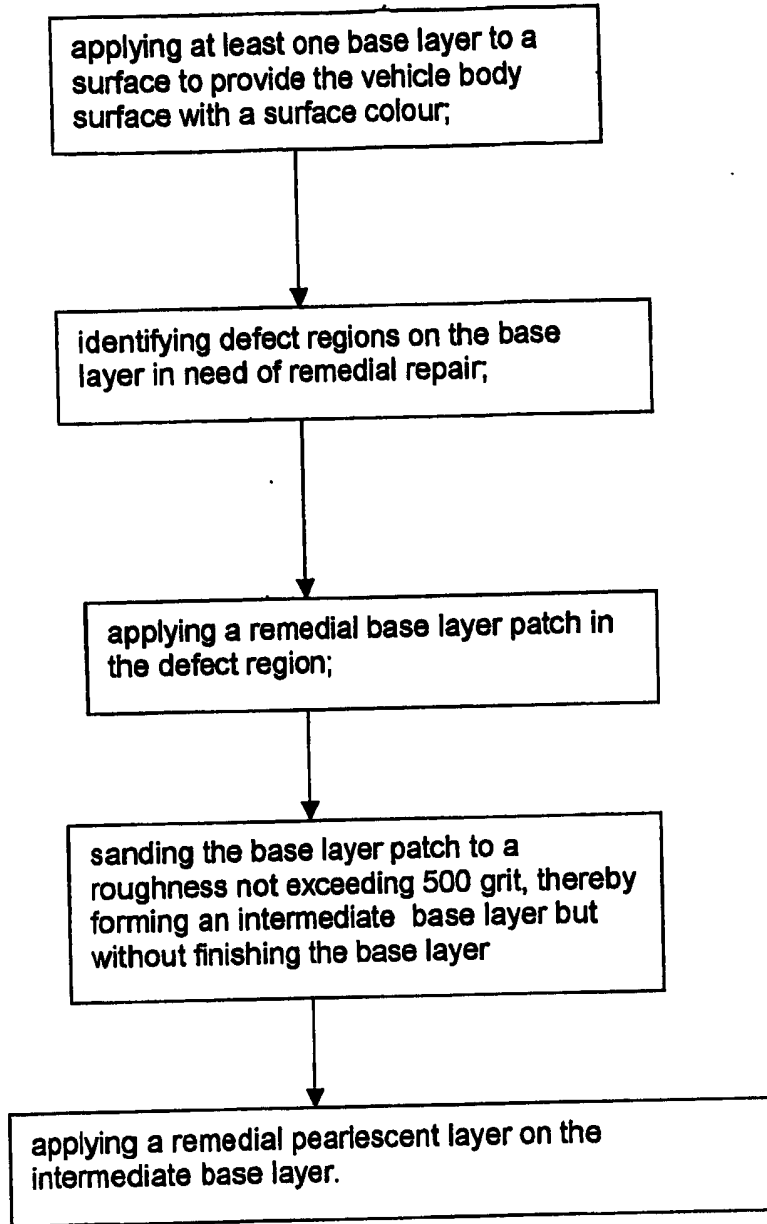 applying at least one base layer to a
surface to provide the vehicle body
surface with a surface colour;
identifying defect regions on the base
layer in need of remedial repair;
applying a remedial base layer patch in
the defect region;
sanding the base layer patch to a
roughness not exceeding 500 grit, thereby
forming an intermediate base layer but
without finishing the base layer
applying a remedial pearlescent layer on the
intermediate base layer.